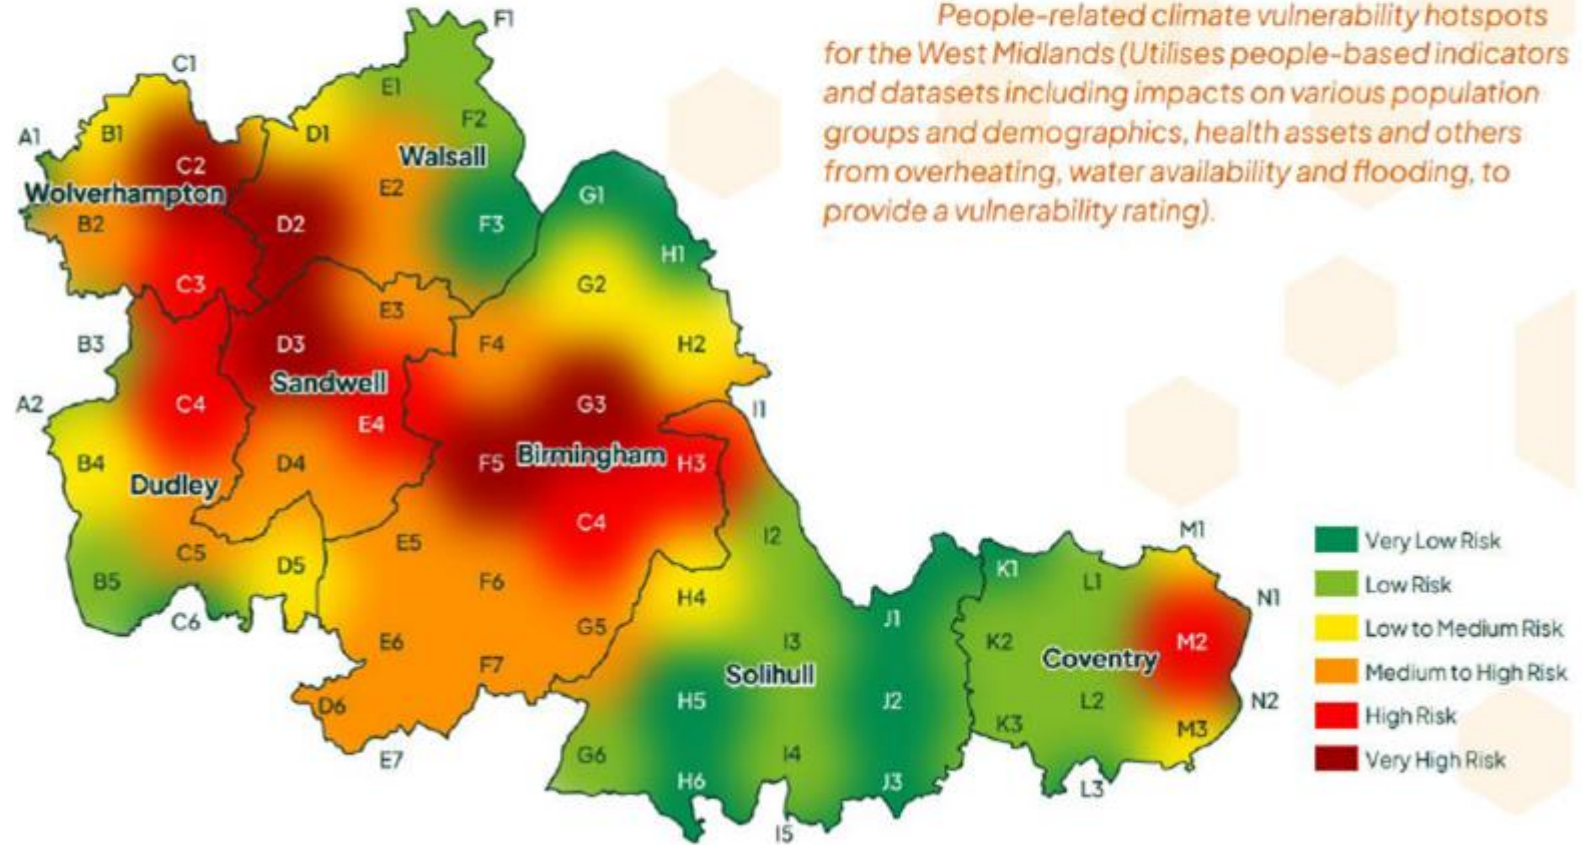 People-related climate vulnerability hotspots
for the West Midlands (Utilises people-based indicators
and datasets including impacts on various population
groups and demographics, health assets and others
from overheating, water availability and flooding, to
provide a vulnerability rating).
F1
C1
E1
F2
A1
B1
D1
Walsall
C2
E2
Wolverhampton
G1
B2
D2
F3
H1
C3
G2
E3
B3
D3
F4
H2
Sandwell
A2
C4
G3
I1
E4
B4
D4
F5
Birmingham
H3
Dudley
C4
I2
M1
E5
C5
D5
K1
L1
B5
F6
H4
N1
C6
G5
J1
E6
I3
K2
M2
F7
Solihull
Coventry
D6
H5
J2
L2
N2
K3
M3
E7
G6
I4
H6
J3
L3
I5
Very Low Risk
Low Risk
Low to Medium Risk
Medium to High Risk
High Risk
Very High Risk